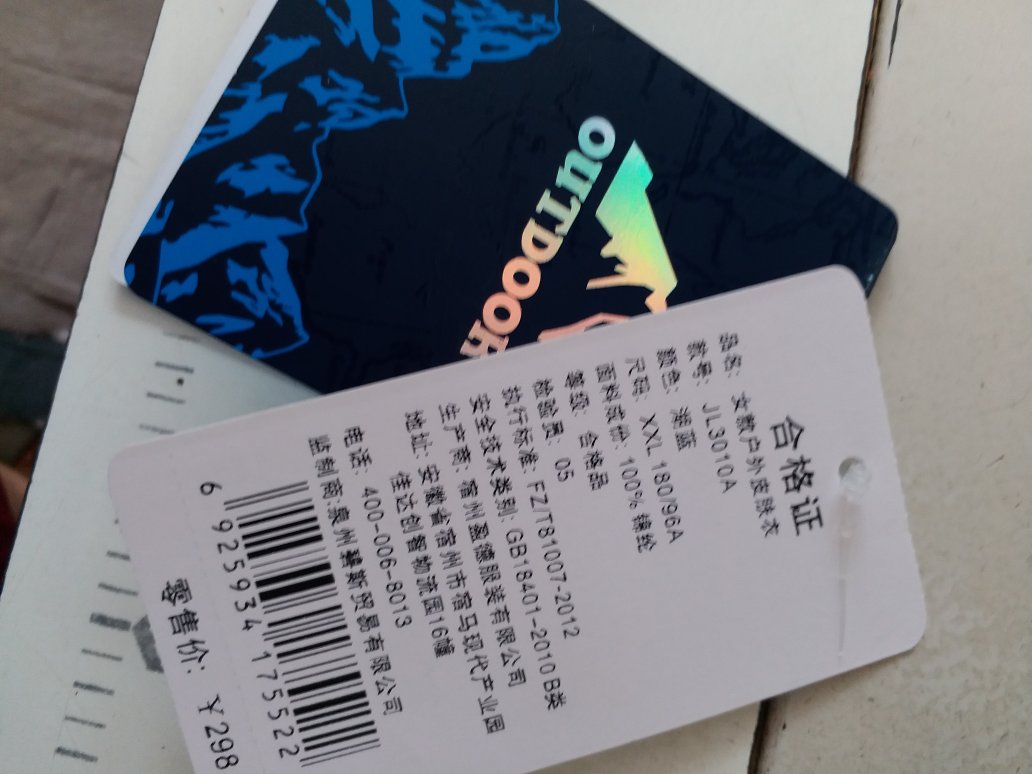 OUTDOOR
合格证
品名: 女款户外皮肤衣
款号: JL3010A
颜色: 湖蓝
尺码: XXL 180/96A
面料成份: 100% 锦纶
等级: 合格品
检验员: 05
执行标准: FZ/T81007-2012
安全技术类别: GB18401-2010 B类
生产商: 宿州盈德服装有限公司
地址: 安徽省宿州市宿马现代产业园
佳达创智物流园16幢
电话: 400-006-8013
监制商:泉州 斯贸易有限公司
6 925934 175522
零售价: ¥298